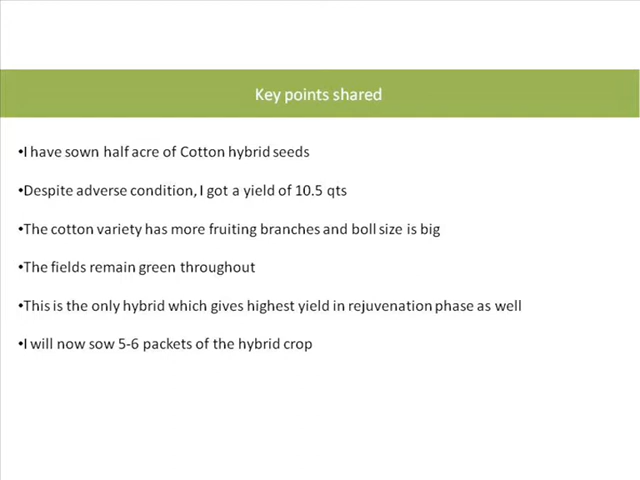 Key points shared
•I have sown half acre of Cotton hybrid seeds
•Despite adverse condition, I got a yield of 10.5 qts
•The cotton variety has more fruiting branches and boll size is big
•The fields remain green throughout
•This is the only hybrid which gives highest yield in rejuvenation phase as well
•I will now sow 5-6 packets of the hybrid crop